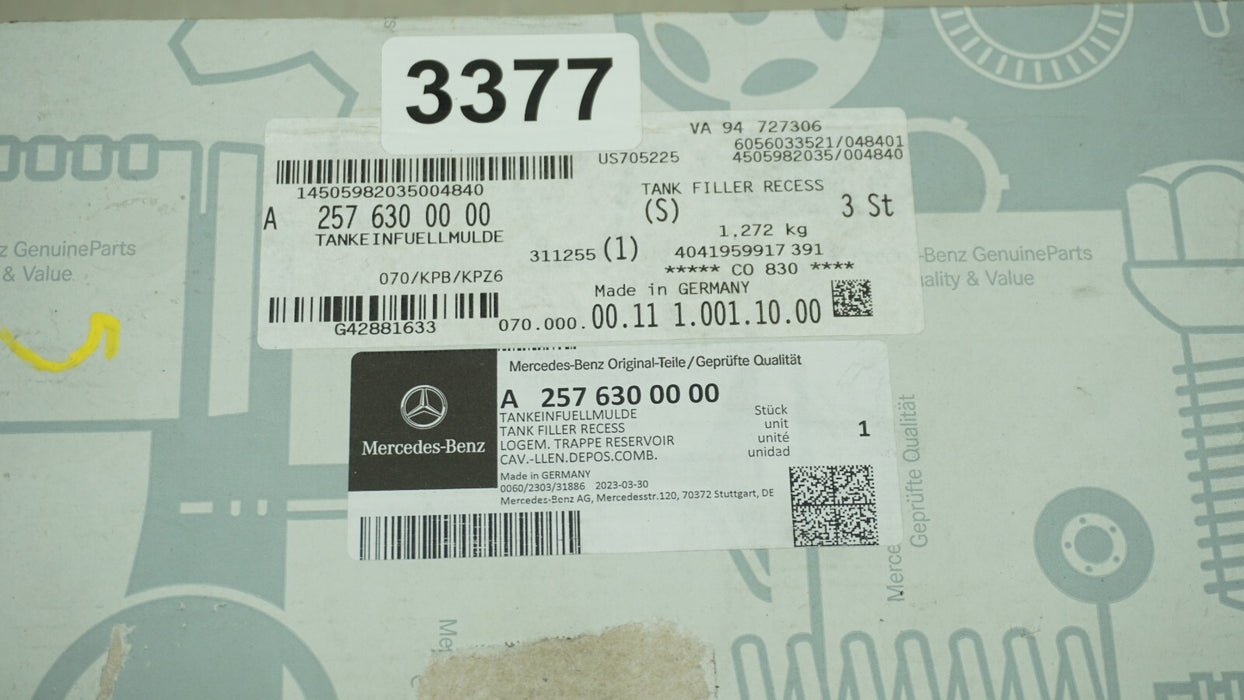 3377
VA 94 727306
6056033521/048401
US705225 4505982035/004840
14505982035004840
TANK FILLER RECESS
A 257 630 00 00
(S) 3 St
TANKEINFUELLMULDE
1,272 kg
311255 (1) 4041959917 391
070/KPB/KPZ6
***** CO 830 ****
Made in GERMANY
G42881633
070.000. 00.11 1.001.10.00
z GenuineParts
& Value
-Benz GenuineParts
ality & Value
Mercedes-Benz Original-Teile/Geprüfte Qualität
Mercedes-Benz
A 257 630 00 00
TANKEINFUELLMULDE
TANK FILLER RECESS
LOGEM. TRAPPE RESERVOIR
CAV.-LLEN.DEPOS.COMB.
Stück
unit
unité
unidad
1
Made in GERMANY
0060/2303/31886 2023-03-30
Mercedes-Benz AG, Mercedesstr.120, 70372 Stuttgart, DE
Geprüfte Qualität
Merce
Me